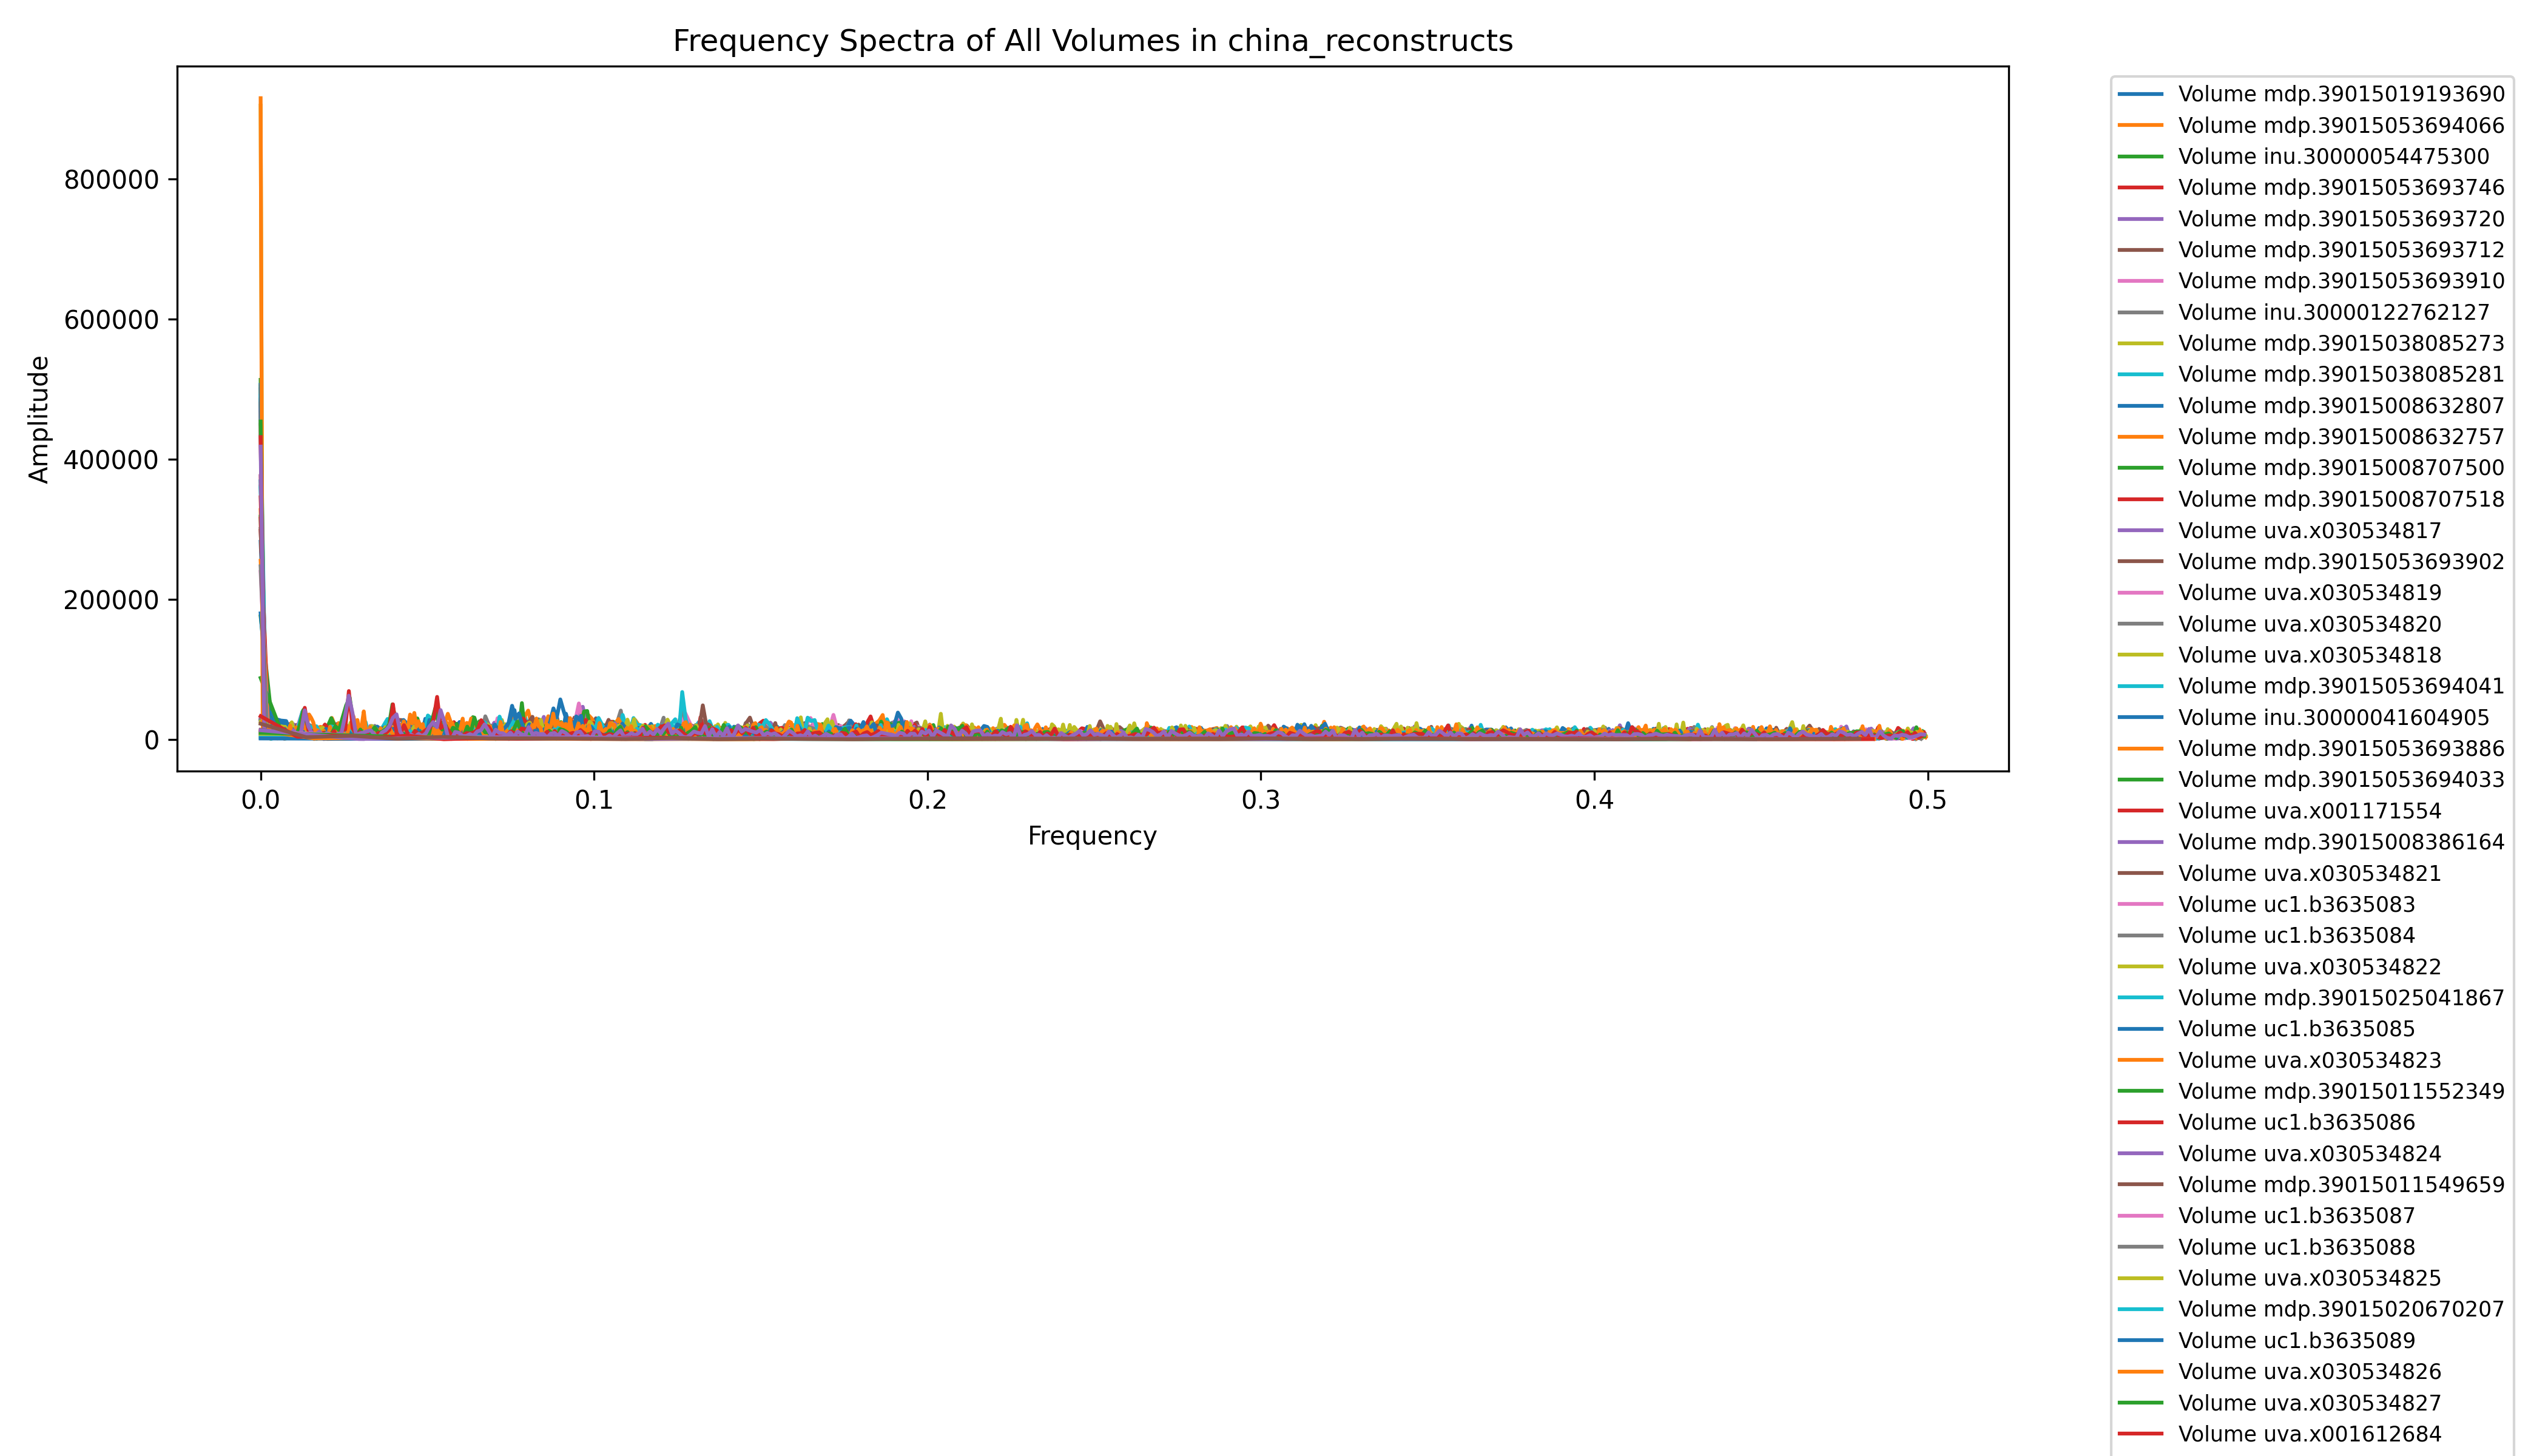 Frequency Spectra of All Volumes in china_reconstructs
Amplitude
800000
600000
400000
200000
0
0.0 0.1 0.2 0.3 0.4 0.5
Frequency
Volume mdp.39015019193690
Volume mdp.39015053694066
Volume inu.30000054475300
Volume mdp.39015053693746
Volume mdp.39015053693720
Volume mdp.39015053693712
Volume mdp.39015053693910
Volume inu.30000122762127
Volume mdp.39015038085273
Volume mdp.39015038085281
Volume mdp.39015008632807
Volume mdp.39015008632757
Volume mdp.39015008707500
Volume mdp.39015008707518
Volume uva.x030534817
Volume mdp.39015053693902
Volume uva.x030534819
Volume uva.x030534820
Volume uva.x030534818
Volume mdp.39015053694041
Volume inu.30000041604905
Volume mdp.39015053693886
Volume mdp.39015053694033
Volume uva.x001171554
Volume mdp.39015008386164
Volume uva.x030534821
Volume uc1.b3635083
Volume uc1.b3635084
Volume uva.x030534822
Volume mdp.39015025041867
Volume uc1.b3635085
Volume uva.x030534823
Volume mdp.39015011552349
Volume uc1.b3635086
Volume uva.x030534824
Volume mdp.39015011549659
Volume uc1.b3635087
Volume uc1.b3635088
Volume uva.x030534825
Volume mdp.39015020670207
Volume uc1.b3635089
Volume uva.x030534826
Volume uva.x030534827
Volume uva.x001612684